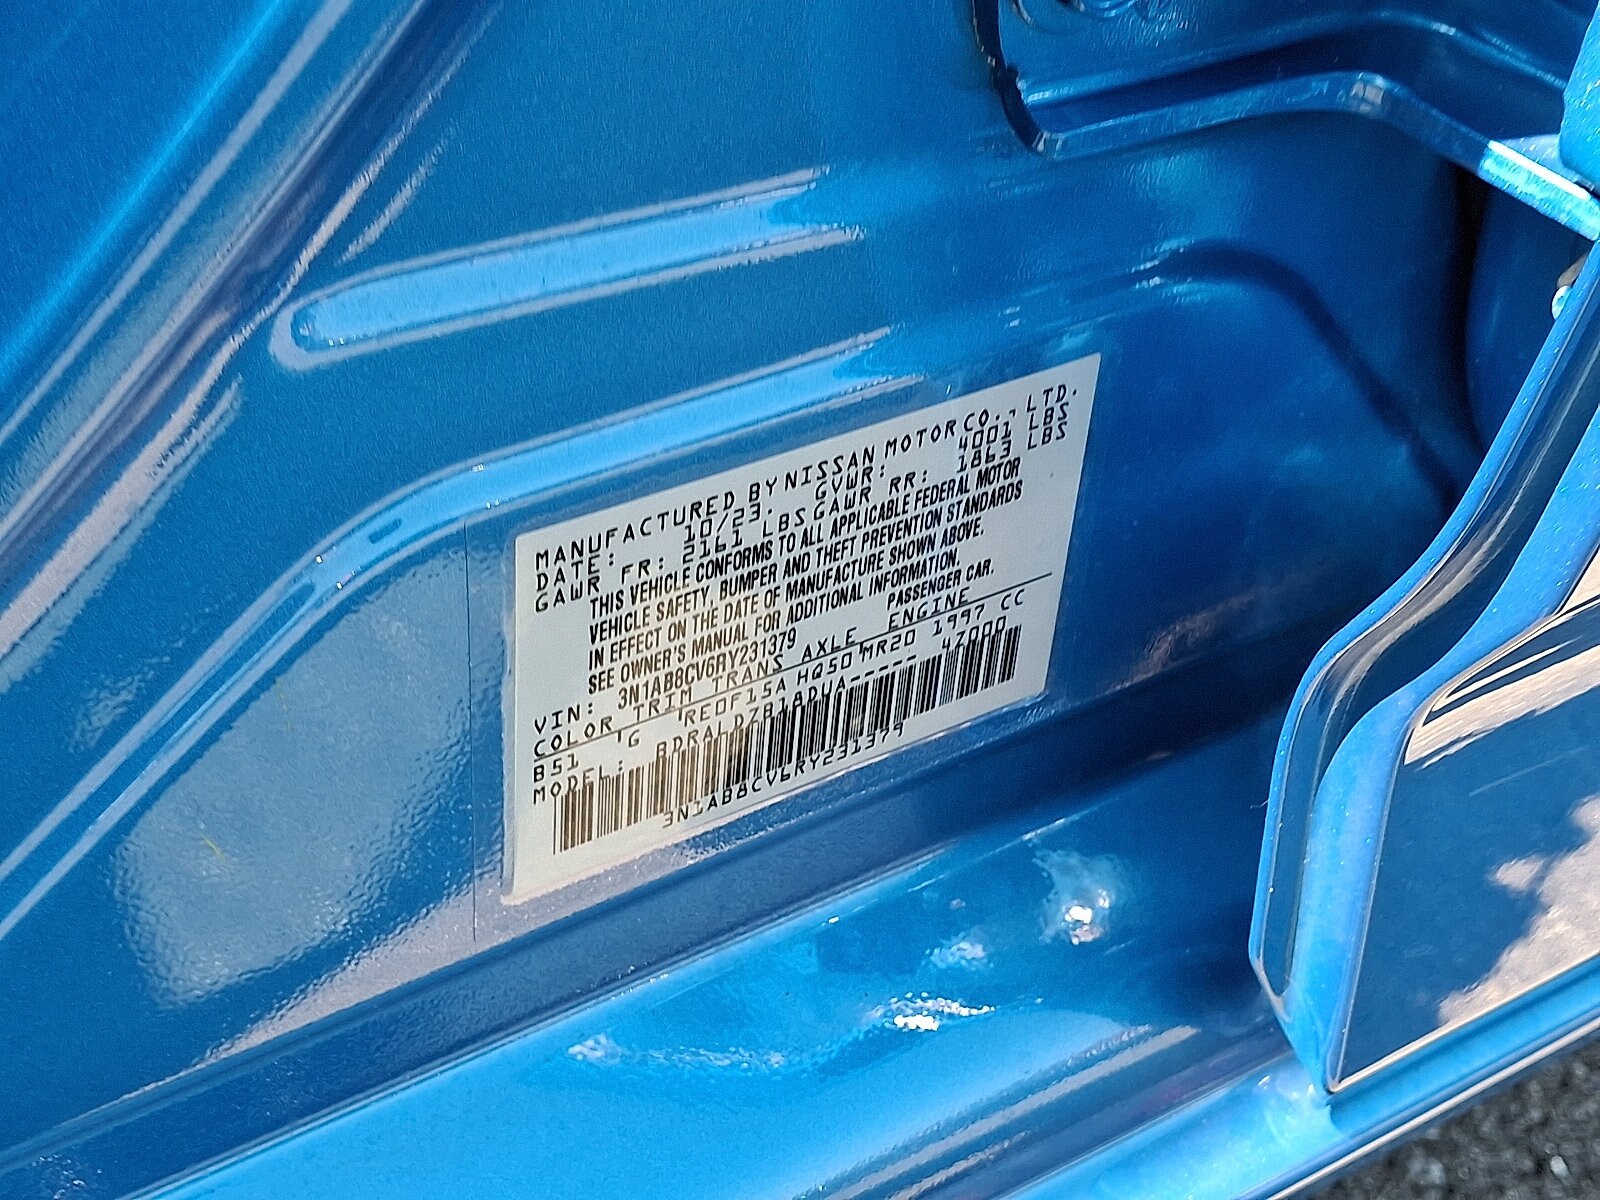 MANUFACTURED BY NISSAN MOTOR CO., LTD.
DATE: 10/23. GVWR: 4001 LBS
GAWR FR: 2161 LBS GAWR RR: 1863 LBS
THIS VEHICLE CONFORMS TO ALL APPLICABLE FEDERAL MOTOR
VEHICLE SAFETY, BUMPER AND THEFT PREVENTION STANDARDS
IN EFFECT ON THE DATE OF MANUFACTURE SHOWN ABOVE.
SEE OWNER'S MANUAL FOR ADDITIONAL INFORMATION.
VIN: 3N1AB8CV6RY231379 PASSENGER CAR.
COLOR TRIM TRANS AXLE ENGINE
B51 G RE0F15A HQ50 MR20 1997 CC
MODEL: BDRALDZB18DUA----- 47000
3N1AB8CV6RY231379